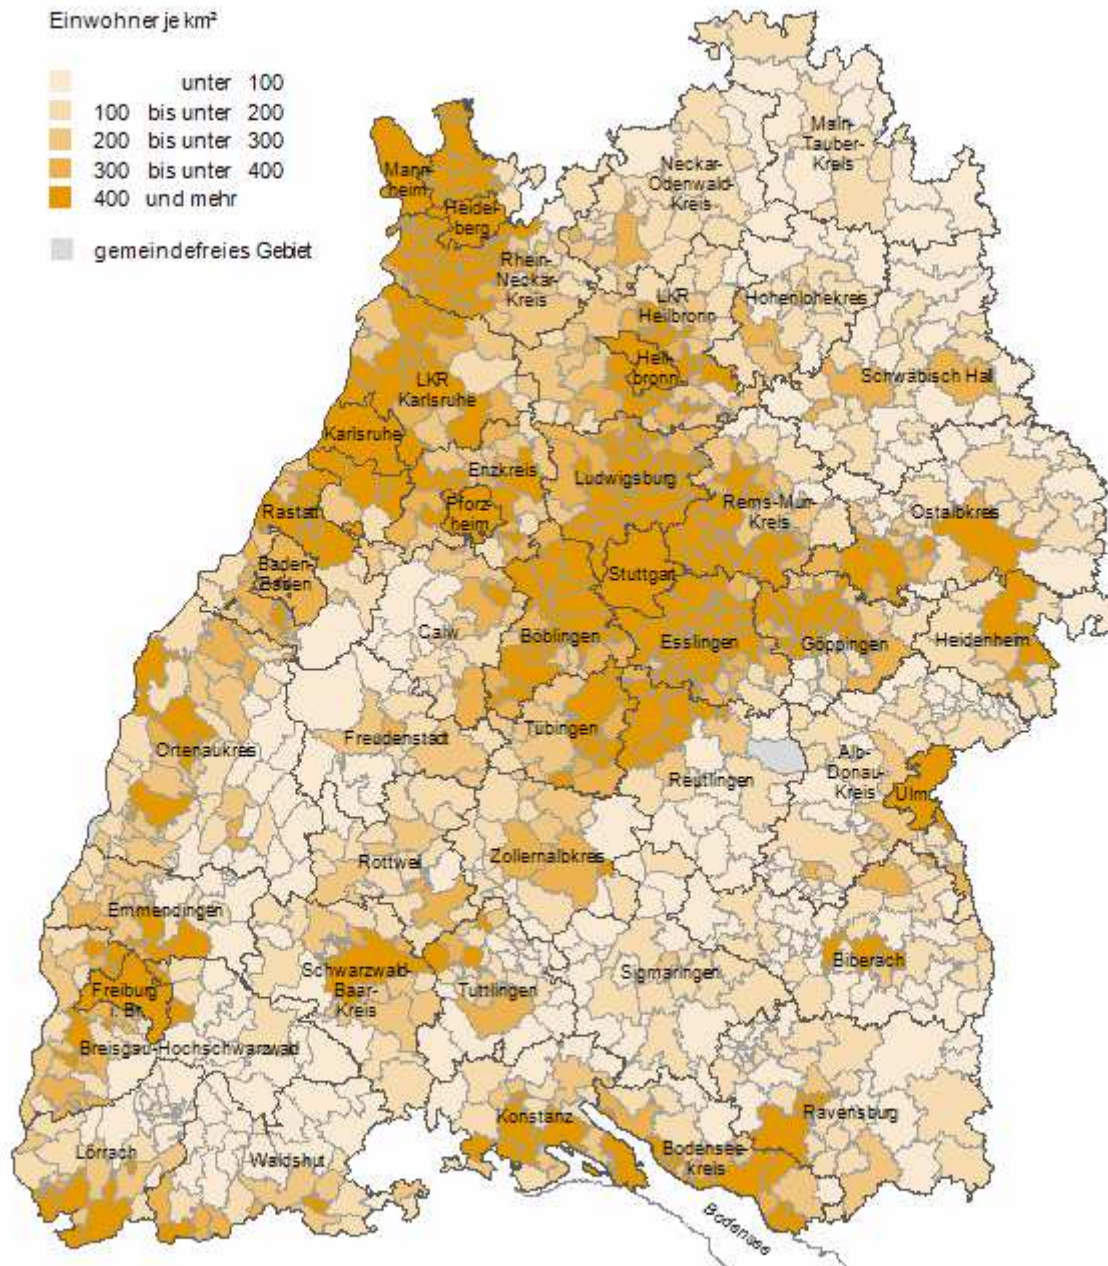 Einwohner je km²
unter 100
100 bis unter 200
200 bis unter 300
300 bis unter 400
400 und mehr
gemeindefreies Gebiet
Main-
Tauber-
Kreis
Neckar-
Odenwald-
Kreis
Mann-
heim
Heidel-
berg
Rhein-
Neckar-
Kreis
LKR
Heilbronn
Hohenlohekreis
Heil-
bronn
Schwäbisch Hall
LKR
Karlsruhe
Karlsruhe
Enzkreis
Ludwigsburg
Rastatt
Pforz-
heim
Rems-Murr-
Kreis
Ostalbkreis
Baden-
Baden
Stuttgart
Calw
Böblingen
Esslingen
Göppingen
Heidenheim
Ortenaukreis
Freudenstadt
Tübingen
Reutlingen
Alb-
Donau-
Kreis
Ulm
Rottweil
Zollernalbkreis
Emmendingen
Freiburg
i. Br.
Schwarzwald-
Baar-
Kreis
Tuttlingen
Sigmaringen
Biberach
Breisgau-Hochschwarzwald
Lörrach
Waldshut
Konstanz
Bodensee-
kreis
Ravensburg
Bodensee